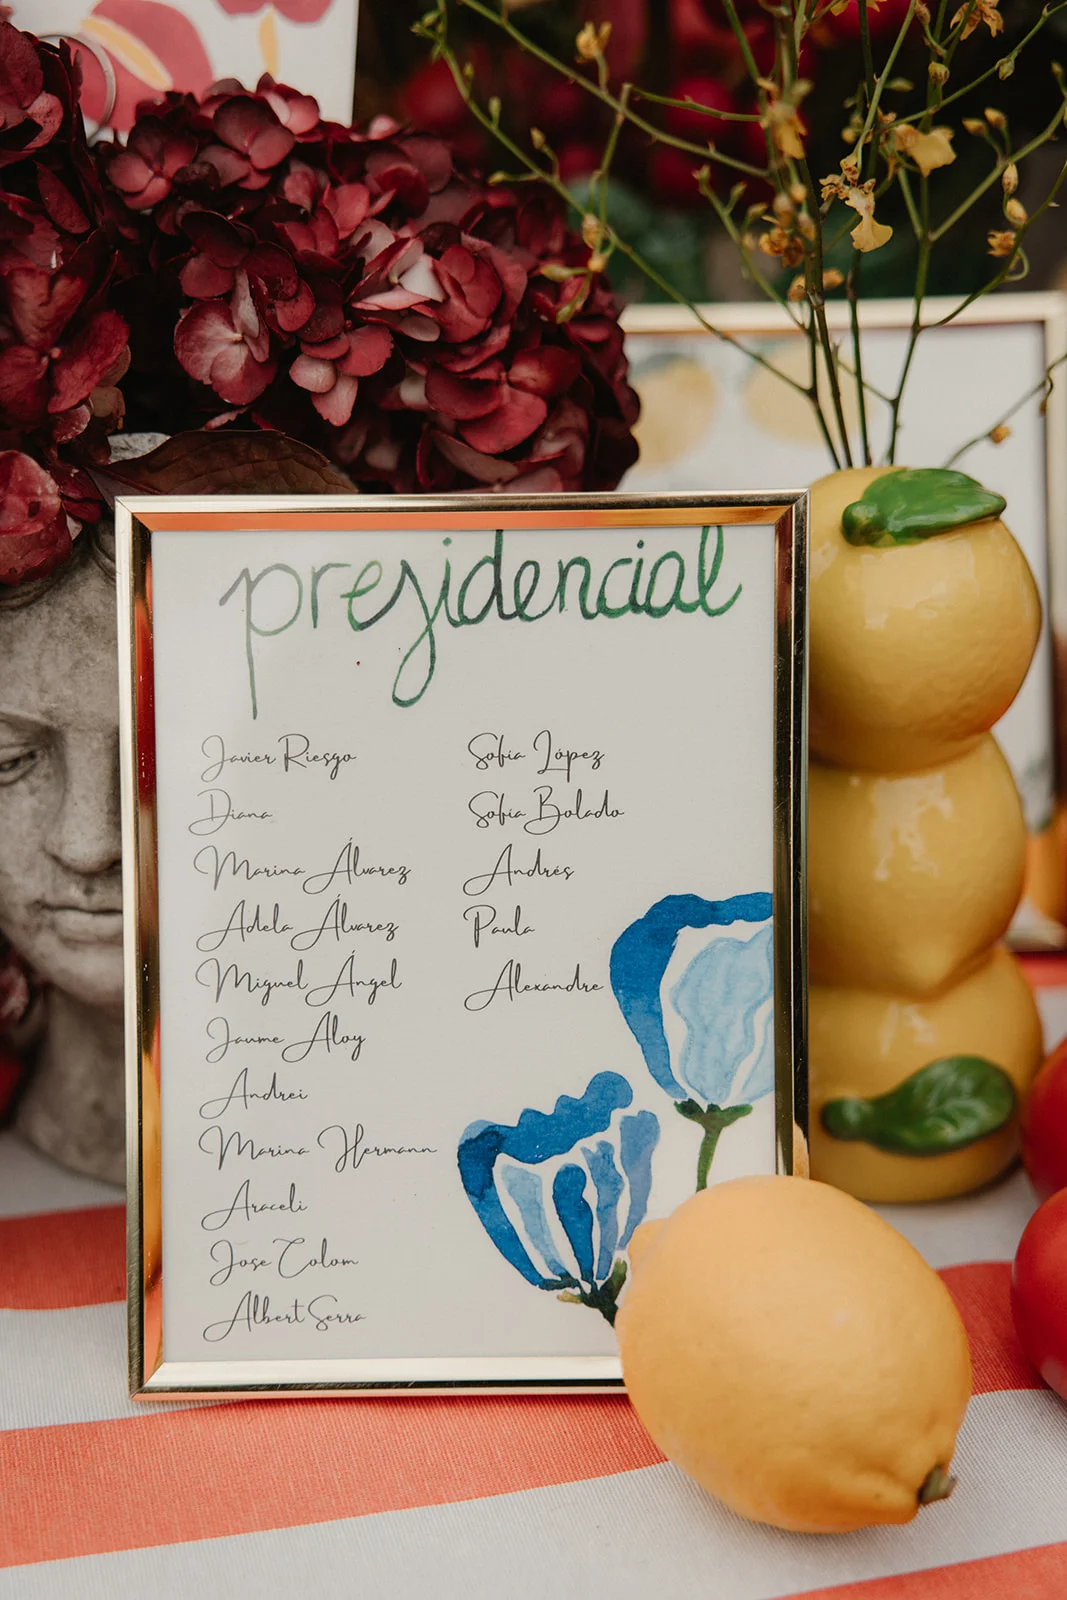 prezidencial
Javier Riesgo
Diana
Marina Álvarez
Adela Álvarez
Miguel Ángel
Jaume Aloy
Andrei
Marina Hermann
Araceli
Jose Colom
Albert Serra
Sofía López
Sofía Bolado
Andrés
Paula
Alexandre